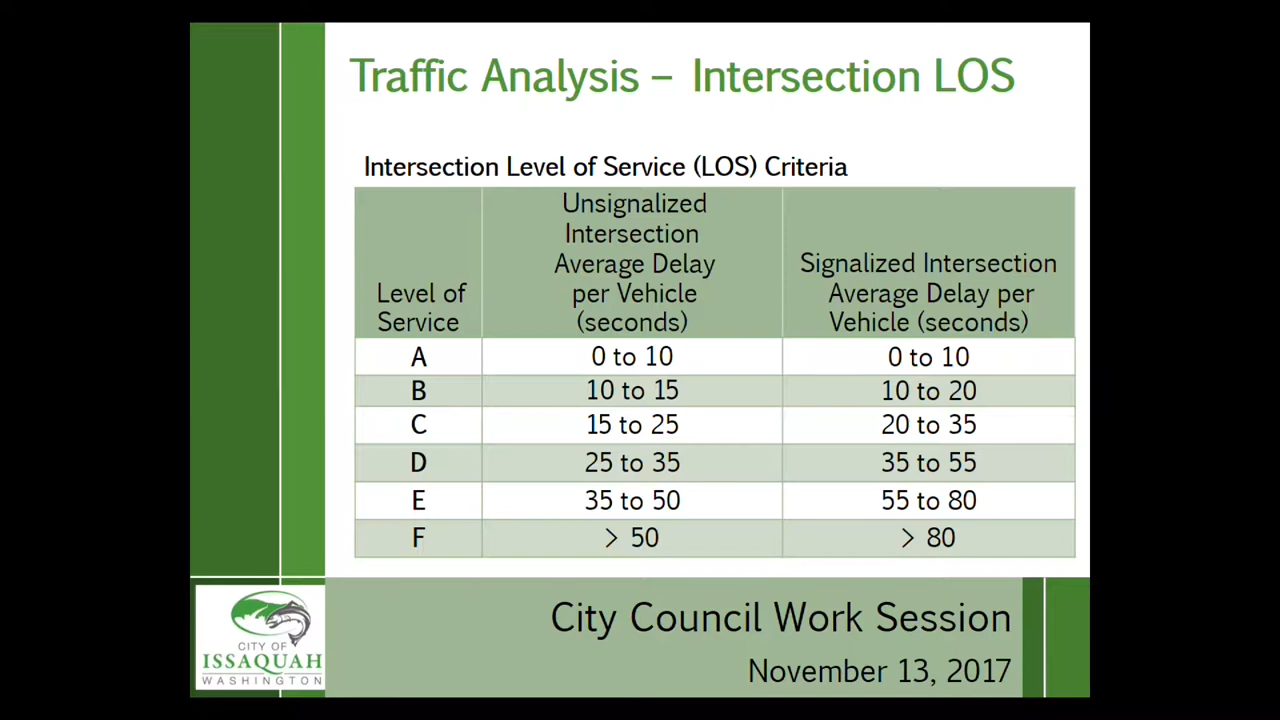 Traffic Analysis – Intersection LOS
Intersection Level of Service (LOS) Criteria
Level of
Service
Unsignalized
Intersection
Average Delay
per Vehicle
(seconds)
Signalized Intersection
Average Delay per
Vehicle (seconds)
A 0 to 10 0 to 10
B 10 to 15 10 to 20
C 15 to 25 20 to 35
D 25 to 35 35 to 55
E 35 to 50 55 to 80
F > 50 > 80
City Council Work Session
November 13, 2017
CITY OF
ISSAQUAH
WASHINGTON